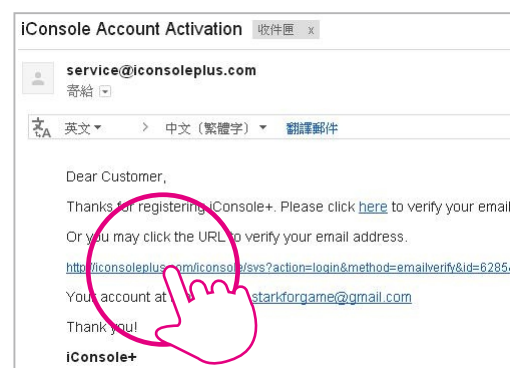 iConsole Account Activation 收件匣 x
service@iconsoleplus.com
寄給
英文 > 中文（繁體字） 翻譯郵件
Dear Customer,
Thanks for registering iConsole+. Please click here to verify your email
Or you may click the URL to verify your email address.
http://iconsoleplus.com/iconsole/svs?action=login&method=emailverify&id=6285
Your account at starkforgame@gmail.com
Thank you!
iConsole+